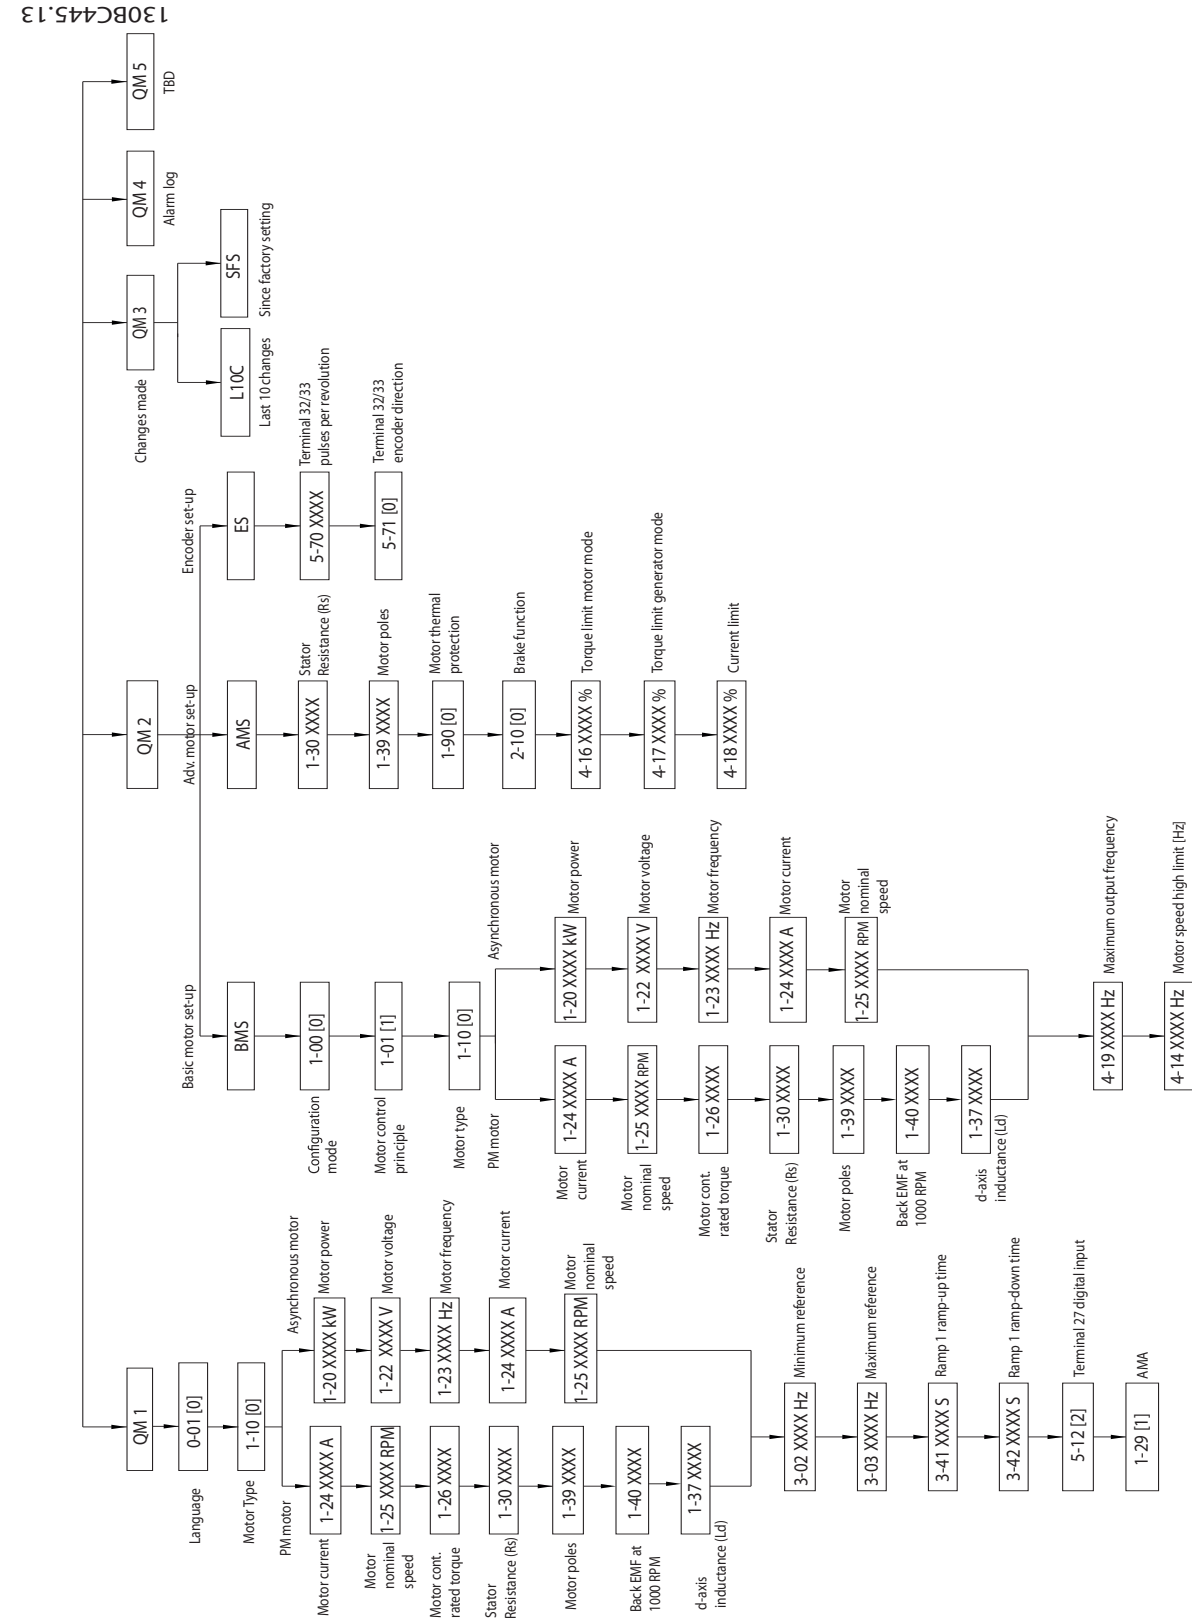 130BC445.13
QM 1
0-01 [0]
Language
1-10 [0]
Motor Type
PM motor
1-24 XXXX A
Motor current
1-25 XXXX RPM
Motor
nominal
speed
1-26 XXXX
Motor cont.
rated torque
1-30 XXXX
Stator
Resistance (Rs)
1-39 XXXX
Motor poles
1-40 XXXX
Back EMF at
1000 RPM
1-37 XXXX
d-axis
inductance (Ld)
Asynchronous motor
1-20 XXXX kW
Motor power
1-22 XXXX V
Motor voltage
1-23 XXXX Hz
Motor frequency
1-24 XXXX A
Motor current
1-25 XXXX RPM
Motor
nominal
speed
3-02 XXXX Hz
Minimum reference
3-03 XXXX Hz
Maximum reference
3-41 XXXX S
Ramp 1 ramp-up time
3-42 XXXX S
Ramp 1 ramp-down time
5-12 [2]
Terminal 27 digital input
1-29 [1]
AMA
QM 2
Basic motor set-up
BMS
1-00 [0]
Configuration
mode
1-01 [1]
Motor control
principle
1-10 [0]
Motor type
PM motor
1-24 XXXX A
Motor
current
1-25 XXXX RPM
Motor
nominal
speed
1-26 XXXX
Motor cont.
rated torque
1-30 XXXX
Stator
Resistance (Rs)
1-39 XXXX
Motor poles
1-40 XXXX
Back EMF at
1000 RPM
1-37 XXXX
d-axis
inductance (Ld)
Asynchronous motor
1-20 XXXX kW
Motor power
1-22 XXXX V
Motor voltage
1-23 XXXX Hz
Motor frequency
1-24 XXXX A
Motor current
1-25 XXXX RPM
Motor
nominal
speed
4-19 XXXX Hz
Maximum output frequency
4-14 XXXX Hz
Motor speed high limit [Hz]
Adv. motor set-up
AMS
1-30 XXXX
Stator
Resistance (Rs)
1-39 XXXX
Motor poles
1-90 [0]
Motor thermal
protection
2-10 [0]
Brake function
4-16 XXXX %
Torque limit motor mode
4-17 XXXX %
Torque limit generator mode
4-18 XXXX %
Current limit
Encoder set-up
ES
5-70 XXXX
Terminal 32/33
pulses per revolution
5-71 [0]
Terminal 32/33
encoder direction
QM 3
Changes made
L10C
Last 10 changes
SFS
Since factory setting
QM 4
Alarm log
QM 5
TBD